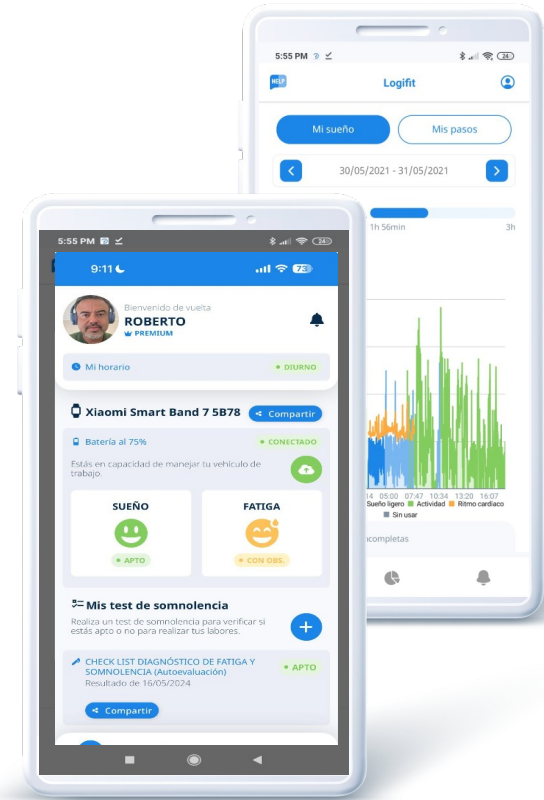 5:55 PM
24
HELP
Logifit
Mi sueño
Mis pasos
30/05/2021 - 31/05/2021
1h 56min
3h
14 05:00 07:47 10:34 13:20 16:07
Sueño ligero Actividad Ritmo cardíaco
Sin usar
ncompletas
5:55 PM
24
9:11
73
Bienvenido de vuelta
ROBERTO
PREMIUM
Mi horario
DIURNO
Xiaomi Smart Band 7 5B78
Compartir
Batería al 75%
CONECTADO
Estás en capacidad de manejar tu vehículo de
trabajo.
SUEÑO
FATIGA
APTO
CON OBS.
Mis test de somnolencia
Realiza un test de somnolencia para verificar si
estás apto o no para realizar tus labores.
CHECK LIST DIAGNÓSTICO DE FATIGA Y
SOMNOLENCIA (Autoevaluación)
APTO
Resultado de 16/05/2024
Compartir